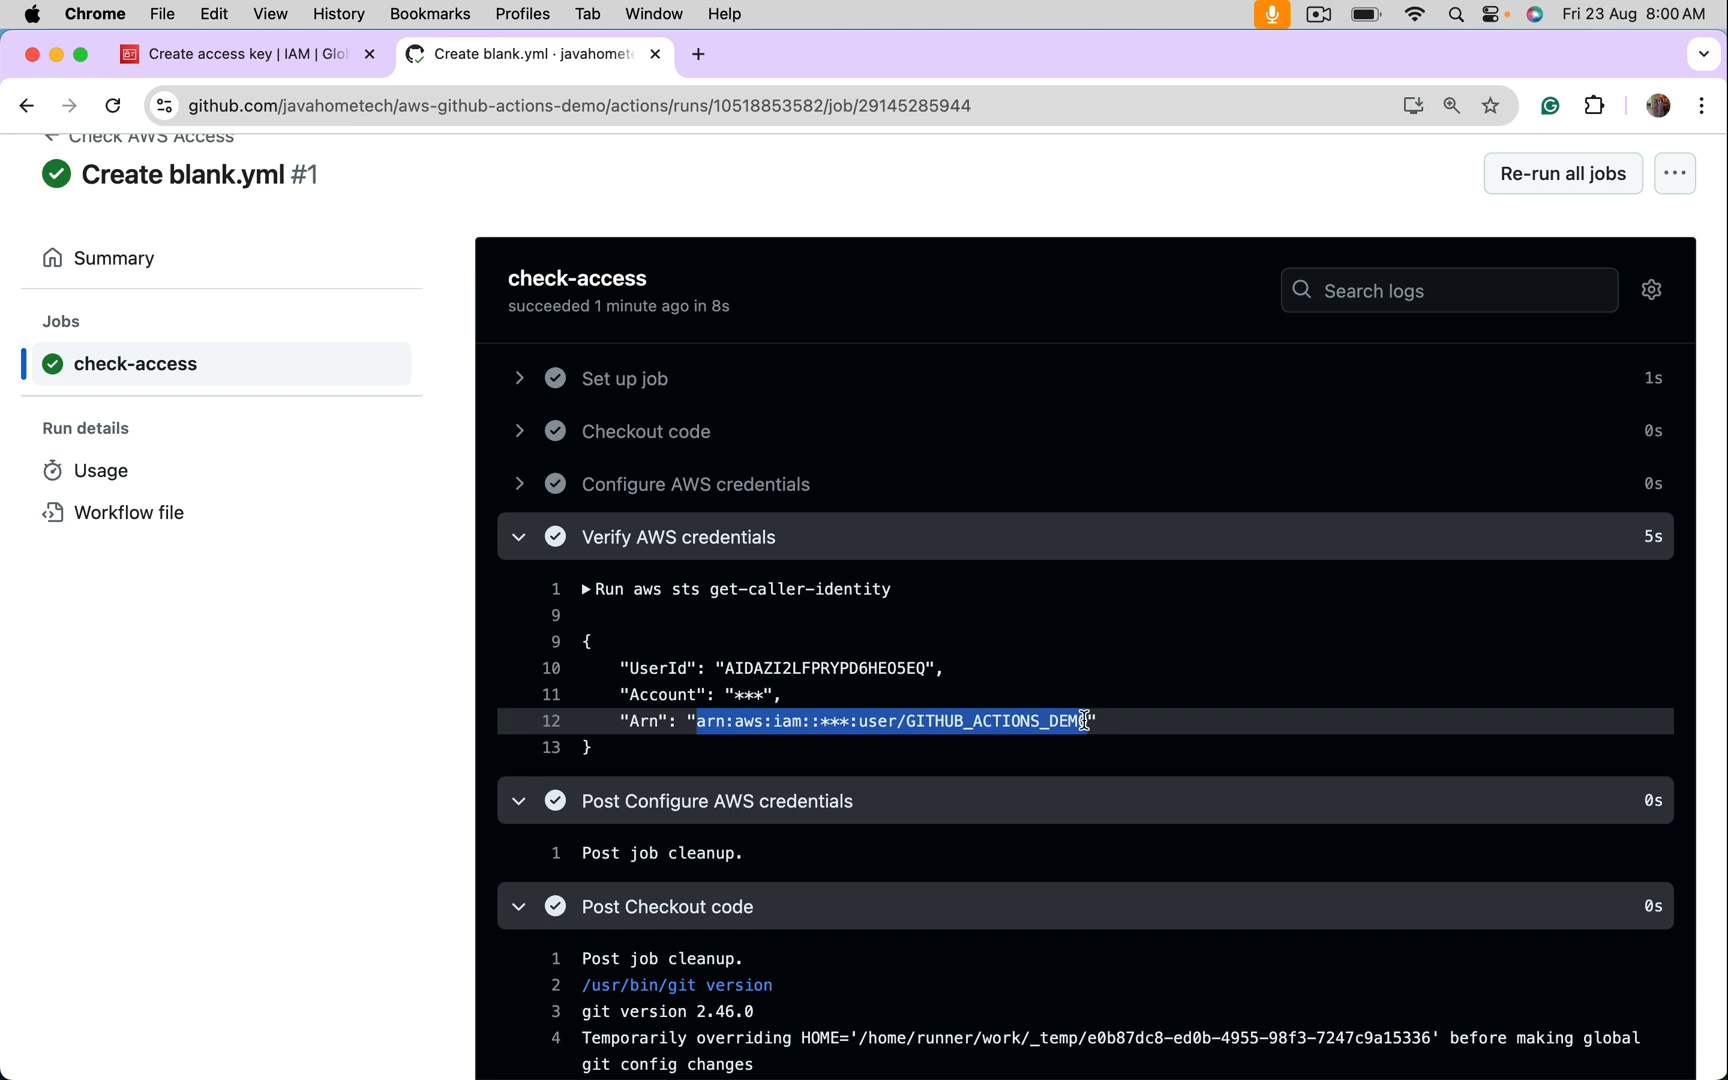 Chrome File Edit View History Bookmarks Profiles Tab Window Help Fri 23 Aug 8:00 AM
Create access key | IAM | Glo
Create blank.yml · javahomete
github.com/javahometech/aws-github-actions-demo/actions/runs/10518853582/job/29145285944
Check AWS Access
Create blank.yml #1
Re-run all jobs
Summary
Jobs
check-access
Run details
Usage
Workflow file
check-access
succeeded 1 minute ago in 8s
Search logs
Set up job 1s
Checkout code 0s
Configure AWS credentials 0s
Verify AWS credentials 5s
1 Run aws sts get-caller-identity
9
9 {
10 "UserId": "AIDAZI2LFPRYPD6HEO5EQ",
11 "Account": "***",
12 "Arn": "arn:aws:iam::***:user/GITHUB_ACTIONS_DEMO"
13 }
Post Configure AWS credentials 0s
1 Post job cleanup.
Post Checkout code 0s
1 Post job cleanup.
2 /usr/bin/git version
3 git version 2.46.0
4 Temporarily overriding HOME='/home/runner/work/_temp/e0b87dc8-ed0b-4955-98f3-7247c9a15336' before making global
git config changes